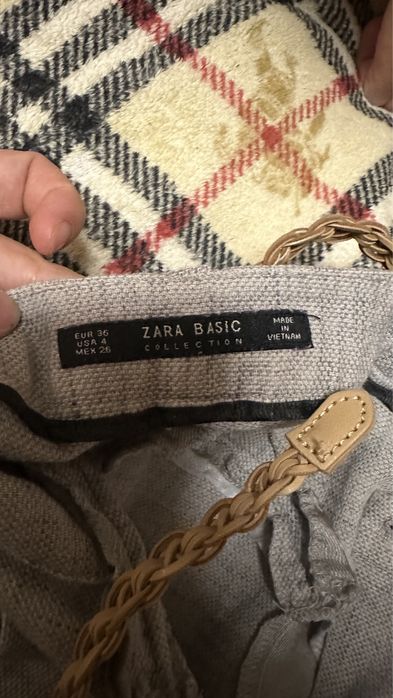 EUR 36
USA 4
MEX 26
ZARA BASIC
COLLECTION
MADE
IN
VIETNAM